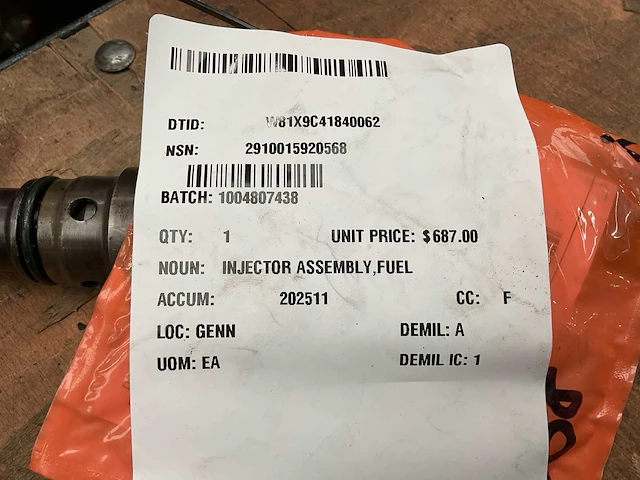 DTID: W81X9C41840062
NSN: 2910015920568
BATCH: 1004807438
QTY: 1 UNIT PRICE: $687.00
NOUN: INJECTOR ASSEMBLY,FUEL
ACCUM: 202511 CC: F
LOC: GENN DEMIL: A
UOM: EA DEMIL IC: 1